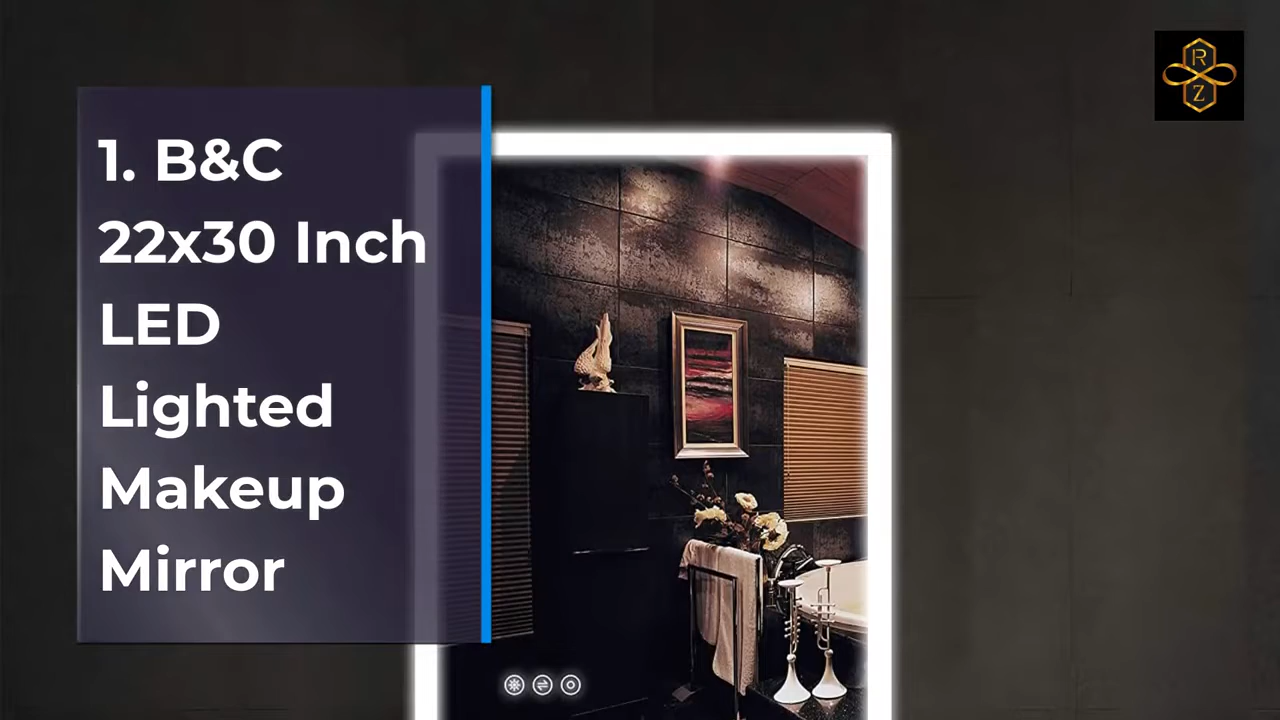 1. B&C
22x30 Inch
LED
Lighted
Makeup
Mirror
R
Z